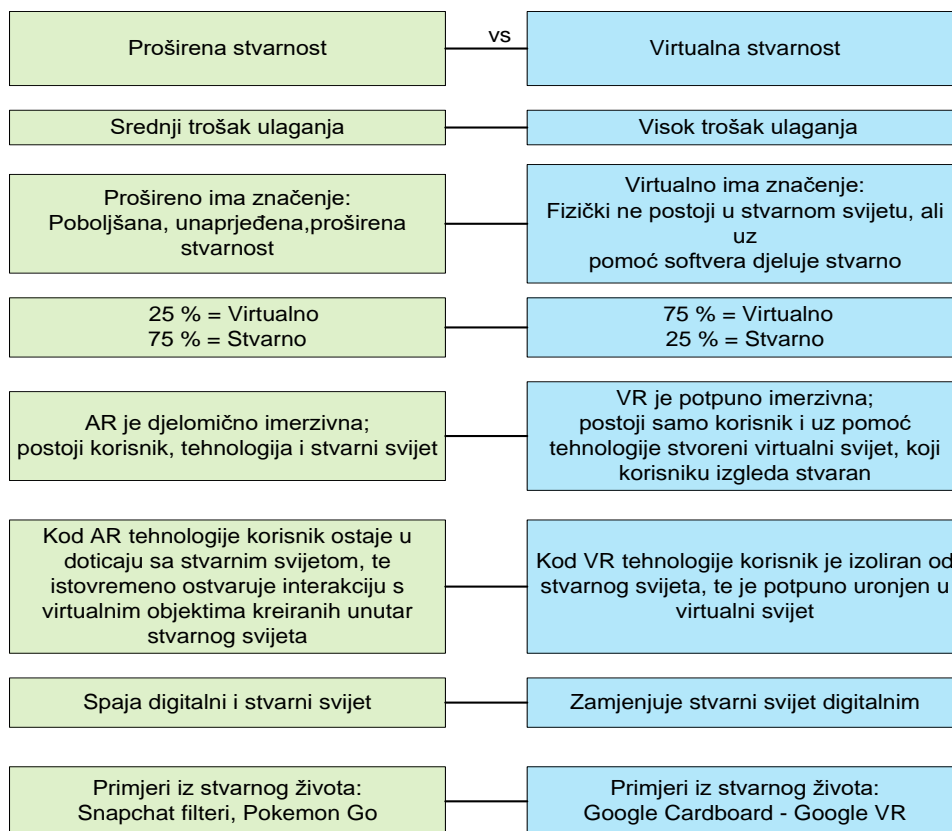 Proširena stvarnost
vs
Virtualna stvarnost
Srednji trošak ulaganja
Visok trošak ulaganja
Prošireno ima značenje:
Poboljšana, unaprjeđena,proširena
stvarnost
Virtualno ima značenje:
Fizički ne postoji u stvarnom svijetu, ali
uz
pomoć softvera djeluje stvarno
25 % = Virtualno
75 % = Stvarno
75 % = Virtualno
25 % = Stvarno
AR je djelomično imerzivna;
postoji korisnik, tehnologija i stvarni svijet
VR je potpuno imerzivna;
postoji samo korisnik i uz pomoć
tehnologije stvoreni virtualni svijet, koji
korisniku izgleda stvaran
Kod AR tehnologije korisnik ostaje u
doticaju sa stvarnim svijetom, te
istovremeno ostvaruje interakciju s
virtualnim objektima kreiranih unutar
stvarnog svijeta
Kod VR tehnologije korisnik je izoliran od
stvarnog svijeta, te je potpuno uronjen u
virtualni svijet
Spaja digitalni i stvarni svijet
Zamjenjuje stvarni svijet digitalnim
Primjeri iz stvarnog života:
Snapchat filteri, Pokemon Go
Primjeri iz stvarnog života:
Google Cardboard - Google VR